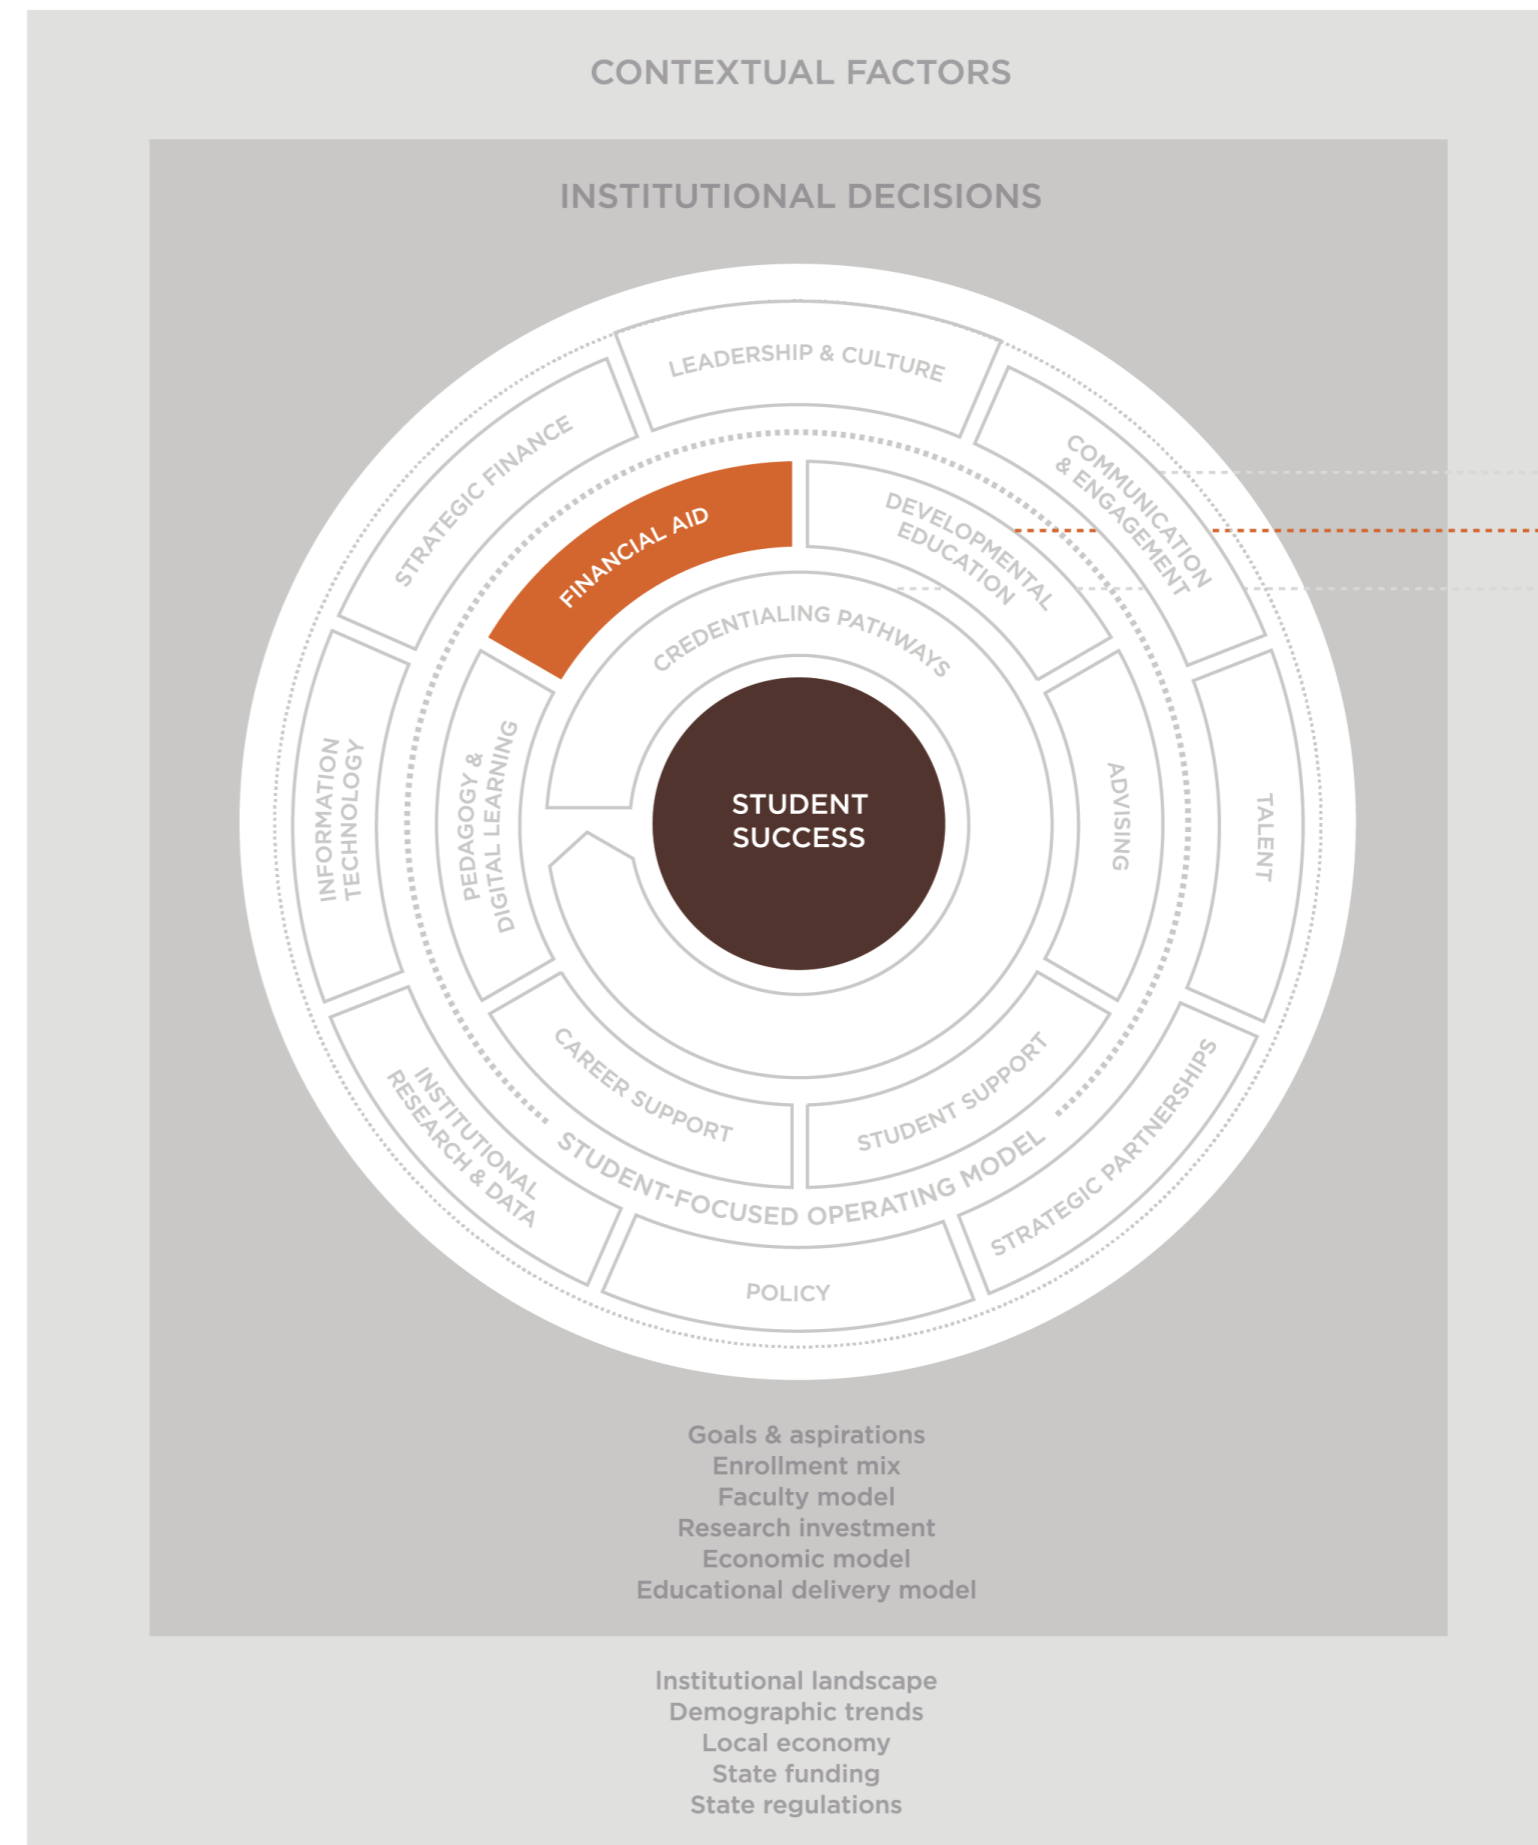 CONTEXTUAL FACTORS
INSTITUTIONAL DECISIONS
LEADERSHIP & CULTURE
COMMUNICATION
& ENGAGEMENT
TALENT
STRATEGIC PARTNERSHIPS
POLICY
INSTITUTIONAL
RESEARCH & DATA
INFORMATION
TECHNOLOGY
STRATEGIC FINANCE
STUDENT-FOCUSED OPERATING MODEL
FINANCIAL AID
DEVELOPMENTAL
EDUCATION
ADVISING
STUDENT SUPPORT
CAREER SUPPORT
PEDAGOGY &
DIGITAL LEARNING
CREDENTIALING PATHWAYS
STUDENT
SUCCESS
Goals & aspirations
Enrollment mix
Faculty model
Research investment
Economic model
Educational delivery model
Institutional landscape
Demographic trends
Local economy
State funding
State regulations